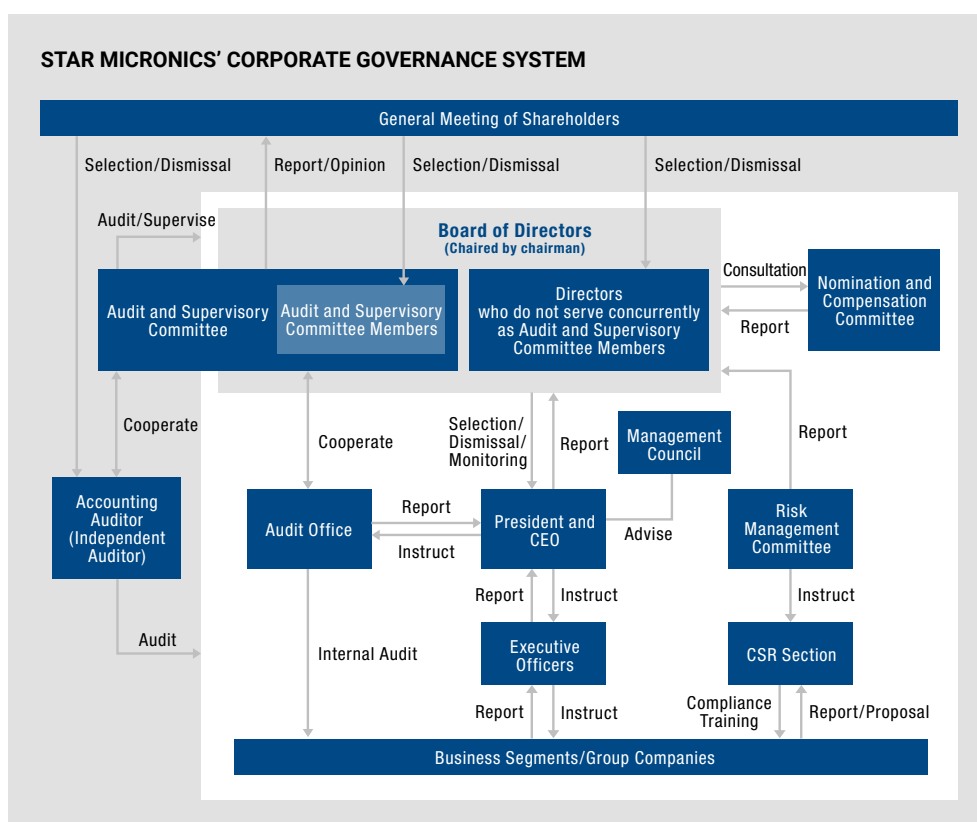 STAR MICRONICS' CORPORATE GOVERNANCE SYSTEM
General Meeting of Shareholders
Selection/Dismissal
Report/Opinion
Selection/Dismissal
Selection/Dismissal
Audit/Supervise
Board of Directors
(Chaired by chairman)
Audit and Supervisory
Committee
Audit and Supervisory
Committee Members
Directors
who do not serve concurrently
as Audit and Supervisory
Committee Members
Consultation
Report
Nomination and
Compensation
Committee
Cooperate
Cooperate
Selection/
Dismissal/
Monitoring
Report
Management
Council
Report
Accounting
Auditor
(Independent
Auditor)
Audit Office
Report
Instruct
President and
CEO
Advise
Risk
Management
Committee
Report
Instruct
Instruct
Audit
Internal Audit
Executive
Officers
CSR Section
Report
Instruct
Compliance
Training
Report/Proposal
Business Segments/Group Companies